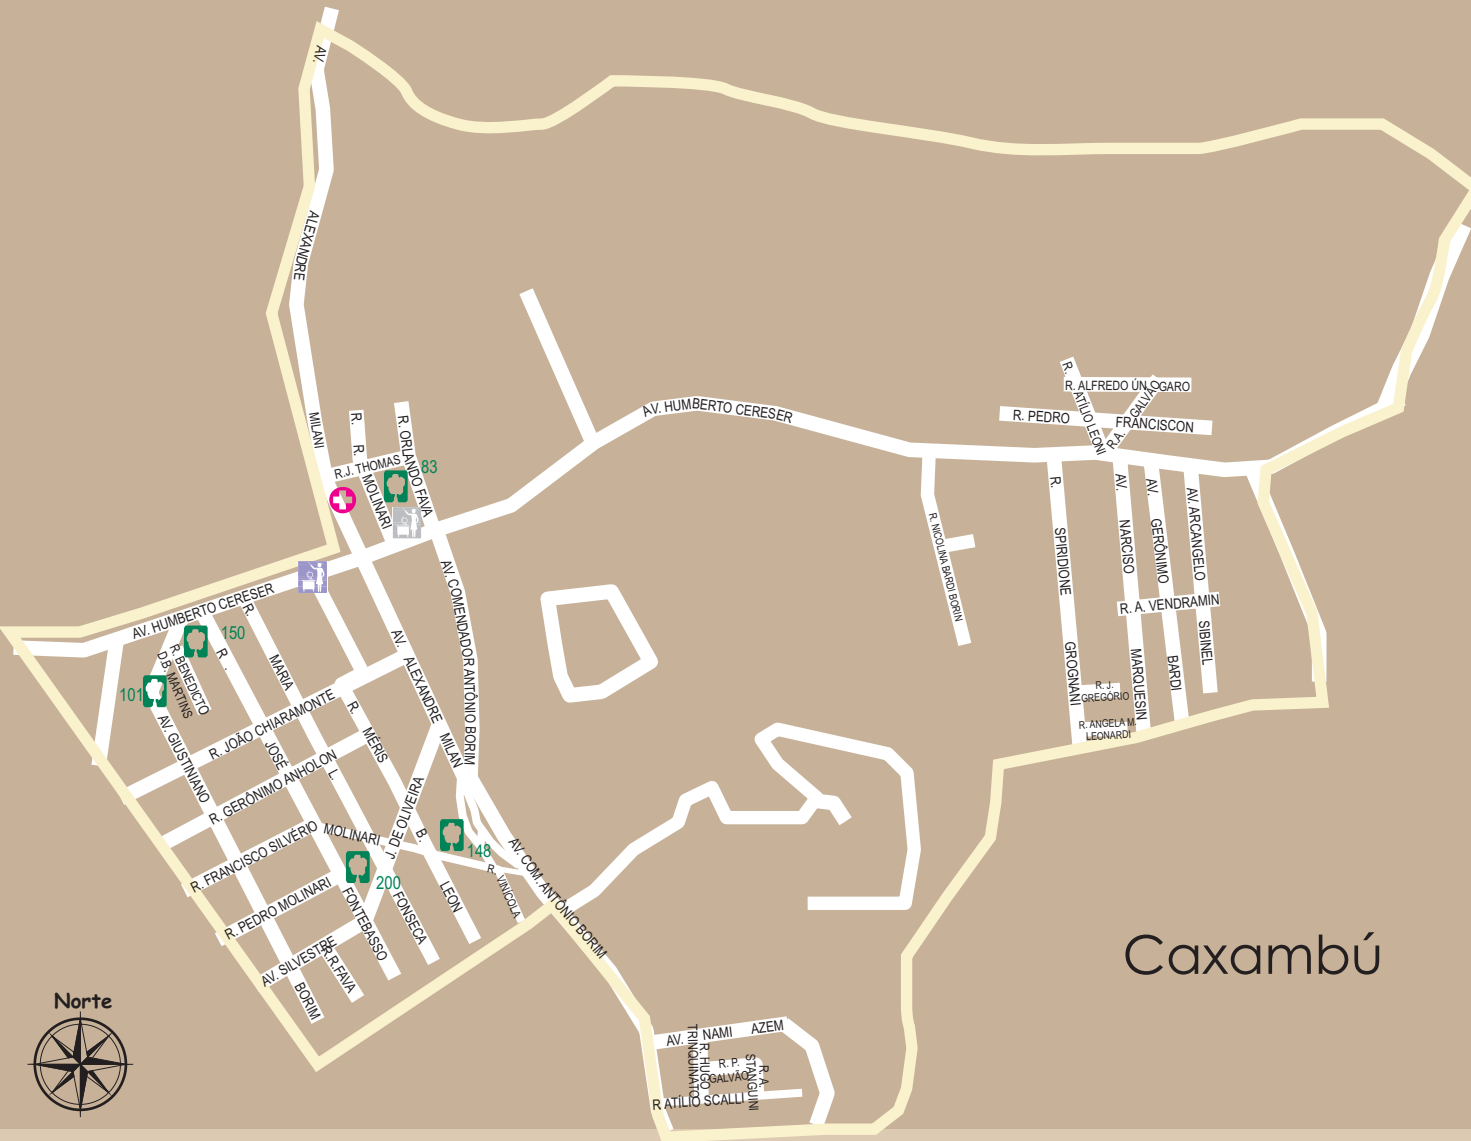 AV.
ALEXANDRE
MILANI
R.
R.
MOLINARI
R. ORLANDO FAVA
R.J. THOMAS
83
AV. HUMBERTO CERESER
R.
ATÍLIO LEONI
R. ALFREDO ÚNGARO
R.A. GALVÃO
R. PEDRO FRANCISCON
R. NICOLINA BARDI BORIN
R. SPIRIDIONE GROGNANI
AV. NARCISO MARQUESIN
AV. GERÔNIMO BARDI
AV. ARCANGELO SIBINEL
R. A. VENDRAMIN
R. J.
GREGÓRIO
R. ANGELA M.
LEONARDI
AV. HUMBERTO CERESER
150
101
R. BENEDICTO
D.B. MARTINS
AV. GIUSTINIANO BORIM
R. JOSE FONTEBASSO
R. MARIA L. FONSECA
R. MÉRIS B. LEON
AV. ALEXANDRE MILAN
AV. COMENDADOR ANTÔNIO BORIM
R. JOÃO CHIARAMONTE
R. GERÔNIMO ANHOLON
R. FRANCISCO SILVÉRIO MOLINARI
J. DE OLIVEIRA
148
200
R. VINÍCOLA
R. PEDRO MOLINARI
AV. SILVESTRE
R.R.FAVA
AV. COM. ANTÔNIO BORIM
Caxambú
Norte
AV. NAMI AZEM
R. HUGO
TRINQUINATO
R. P.
GALVÃO
R. A.
STANGUINI
R ATÍLIO SCALLI